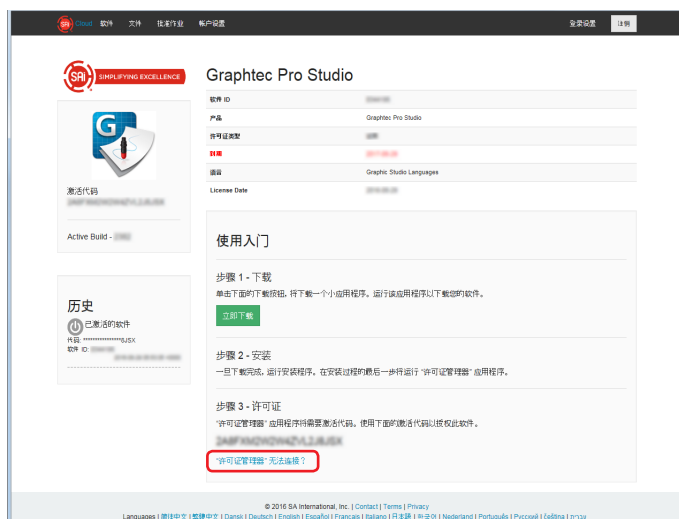 SAi Cloud 软件 文件 批准作业 帐户设置 登录设置 注销
SAi SIMPLIFYING EXCELLENCE
G
激活代码
Active Build -
历史
已激活的软件
代码: ****************6JSX
软件 ID:
Graphtec Pro Studio
软件 ID
产品 Graphtec Pro Studio
许可证类型
到期
语言 Graphic Studio Languages
License Date
使用入门
步骤 1 - 下载
单击下面的下载按钮, 将下载一个小应用程序。运行该应用程序以下载您的软件。
立即下载
步骤 2 - 安装
一旦下载完成, 运行安装程序。在安装过程的最后一步将运行 “许可证管理器” 应用程序。
步骤 3 - 许可证
“许可证管理器” 应用程序将需要激活代码。使用下面的激活代码以授权此软件。
“许可证管理器” 无法连接？
© 2016 SA International, Inc. | Contact | Terms | Privacy
Languages | 简体中文 | 繁體中文 | Dansk | Deutsch | English | Español | Français | Italiano | 日本語 | 한국어 | Nederland | Português | Русский | Čeština | עברית